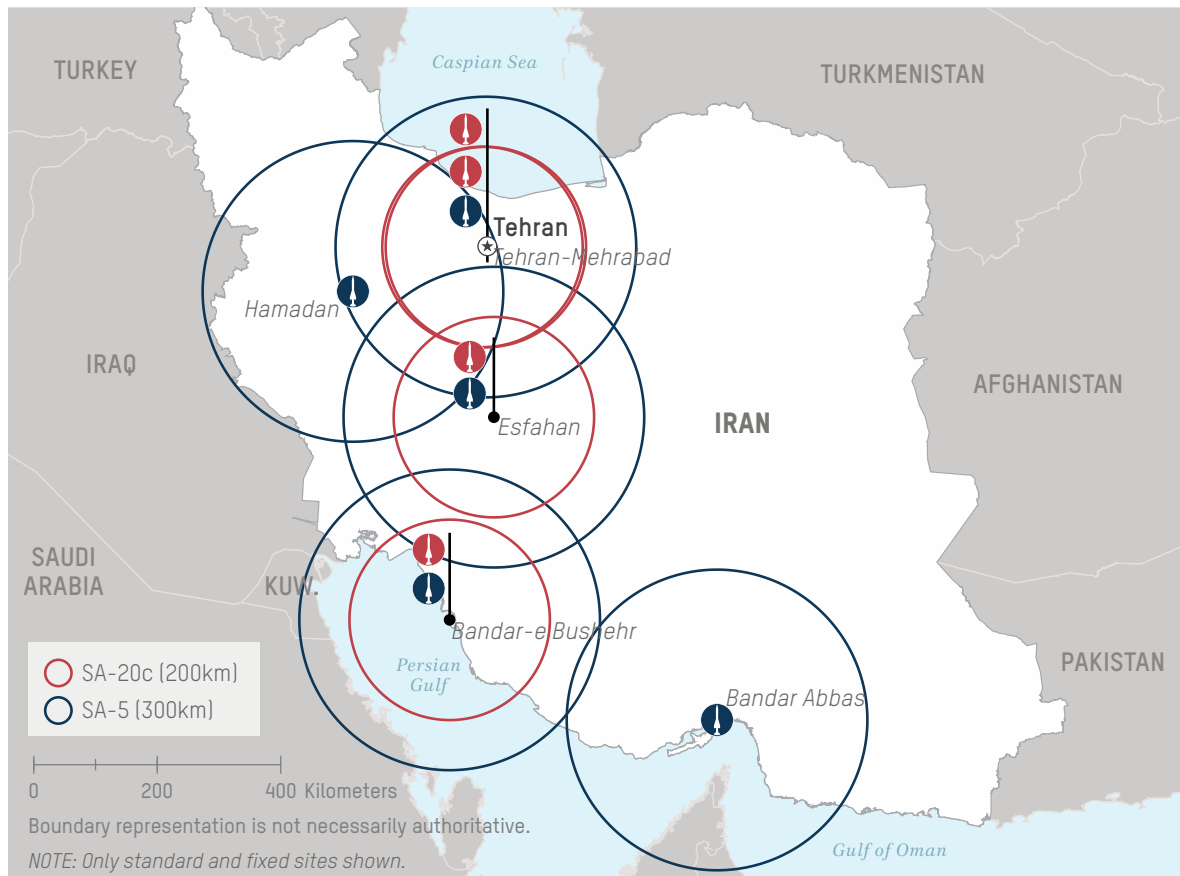 Caspian Sea
TURKEY
TURKMENISTAN
Tehran
Tehran-Mehrabad
Hamadan
IRAQ
AFGHANISTAN
IRAN
Esfahan
SAUDI
ARABIA
KUW.
Bandar-e Bushehr
Persian
Gulf
PAKISTAN
Bandar Abbas
SA-20c (200km)
SA-5 (300km)
0 200 400 Kilometers
Boundary representation is not necessarily authoritative.
Gulf of Oman
NOTE: Only standard and fixed sites shown.